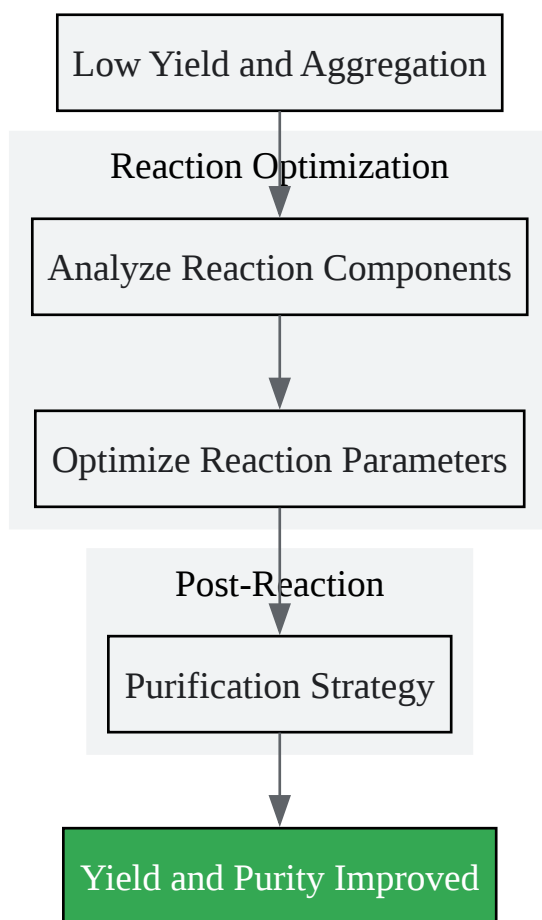 Low Yield and Aggregation
Reaction Optimization
Analyze Reaction Components
Optimize Reaction Parameters
Post-Reaction
Purification Strategy
Yield and Purity Improved